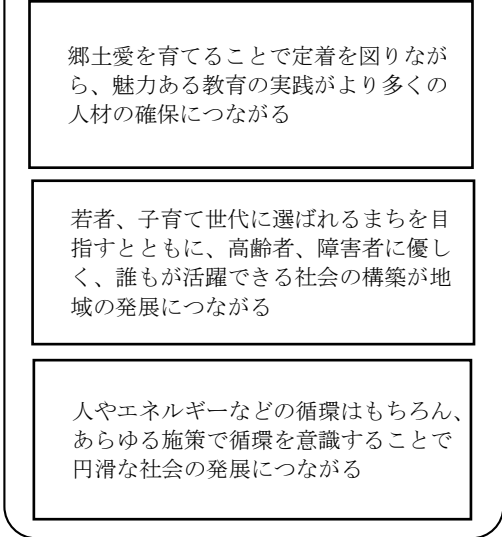 郷土愛を育てることで定着を図りなが
ら、魅力ある教育の実践がより多くの
人材の確保につながる
若者、子育て世代に選ばれるまちを目
指すとともに、高齢者、障害者に優し
く、誰もが活躍できる社会の構築が地
域の発展につながる
人やエネルギーなどの循環はもちろん、
あらゆる施策で循環を意識することで
円滑な社会の発展につながる